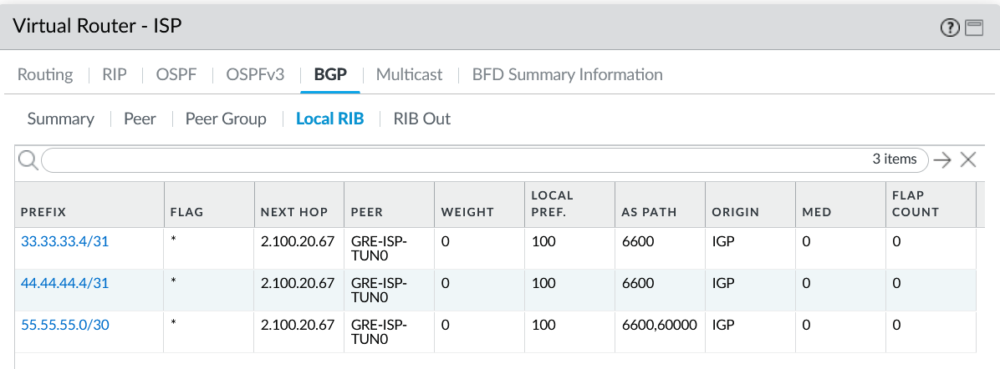 Virtual Router - ISP
Routing RIP OSPF OSPFv3 BGP Multicast BFD Summary Information
Summary Peer Peer Group Local RIB RIB Out
3 items
PREFIX FLAG NEXT HOP PEER WEIGHT LOCAL PREF. AS PATH ORIGIN MED FLAP COUNT
33.33.33.4/31 * 2.100.20.67 GRE-ISP-TUN0 0 100 6600 IGP 0 0
44.44.44.4/31 * 2.100.20.67 GRE-ISP-TUN0 0 100 6600 IGP 0 0
55.55.55.0/30 * 2.100.20.67 GRE-ISP-TUN0 0 100 6600,60000 IGP 0 0